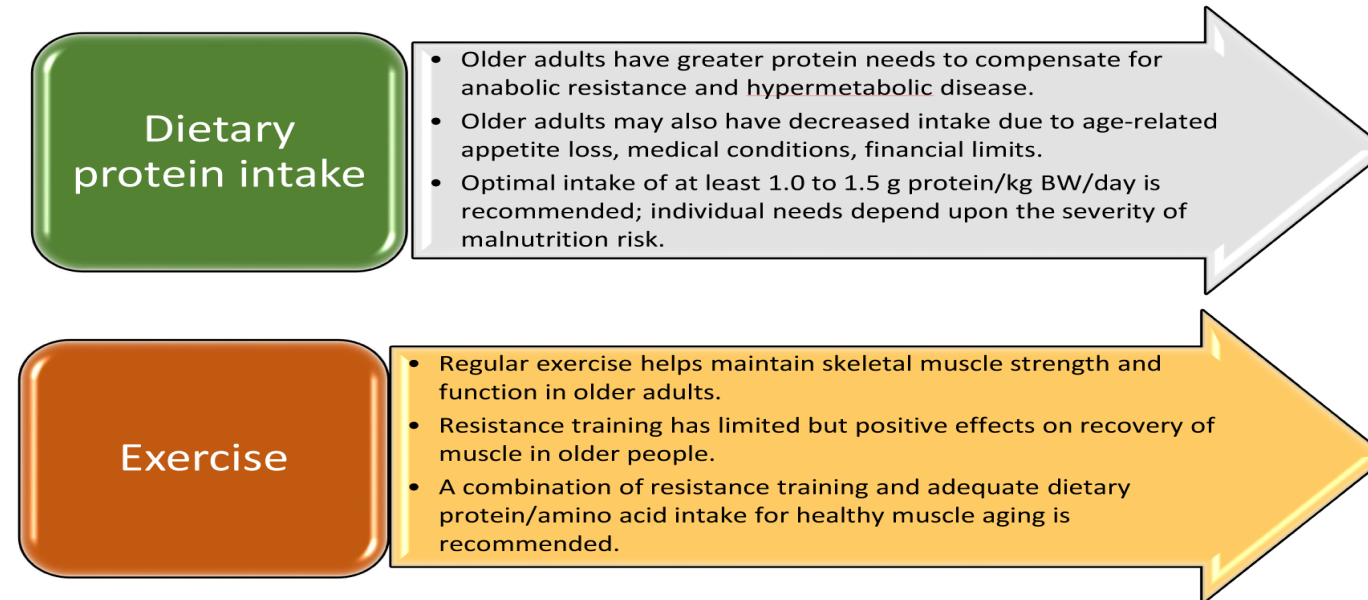 Dietary
protein intake
• Older adults have greater protein needs to compensate for
anabolic resistance and hypermetabolic disease.
• Older adults may also have decreased intake due to age-related
appetite loss, medical conditions, financial limits.
• Optimal intake of at least 1.0 to 1.5 g protein/kg BW/day is
recommended; individual needs depend upon the severity of
malnutrition risk.
Exercise
• Regular exercise helps maintain skeletal muscle strength and
function in older adults.
• Resistance training has limited but positive effects on recovery of
muscle in older people.
• A combination of resistance training and adequate dietary
protein/amino acid intake for healthy muscle aging is
recommended.